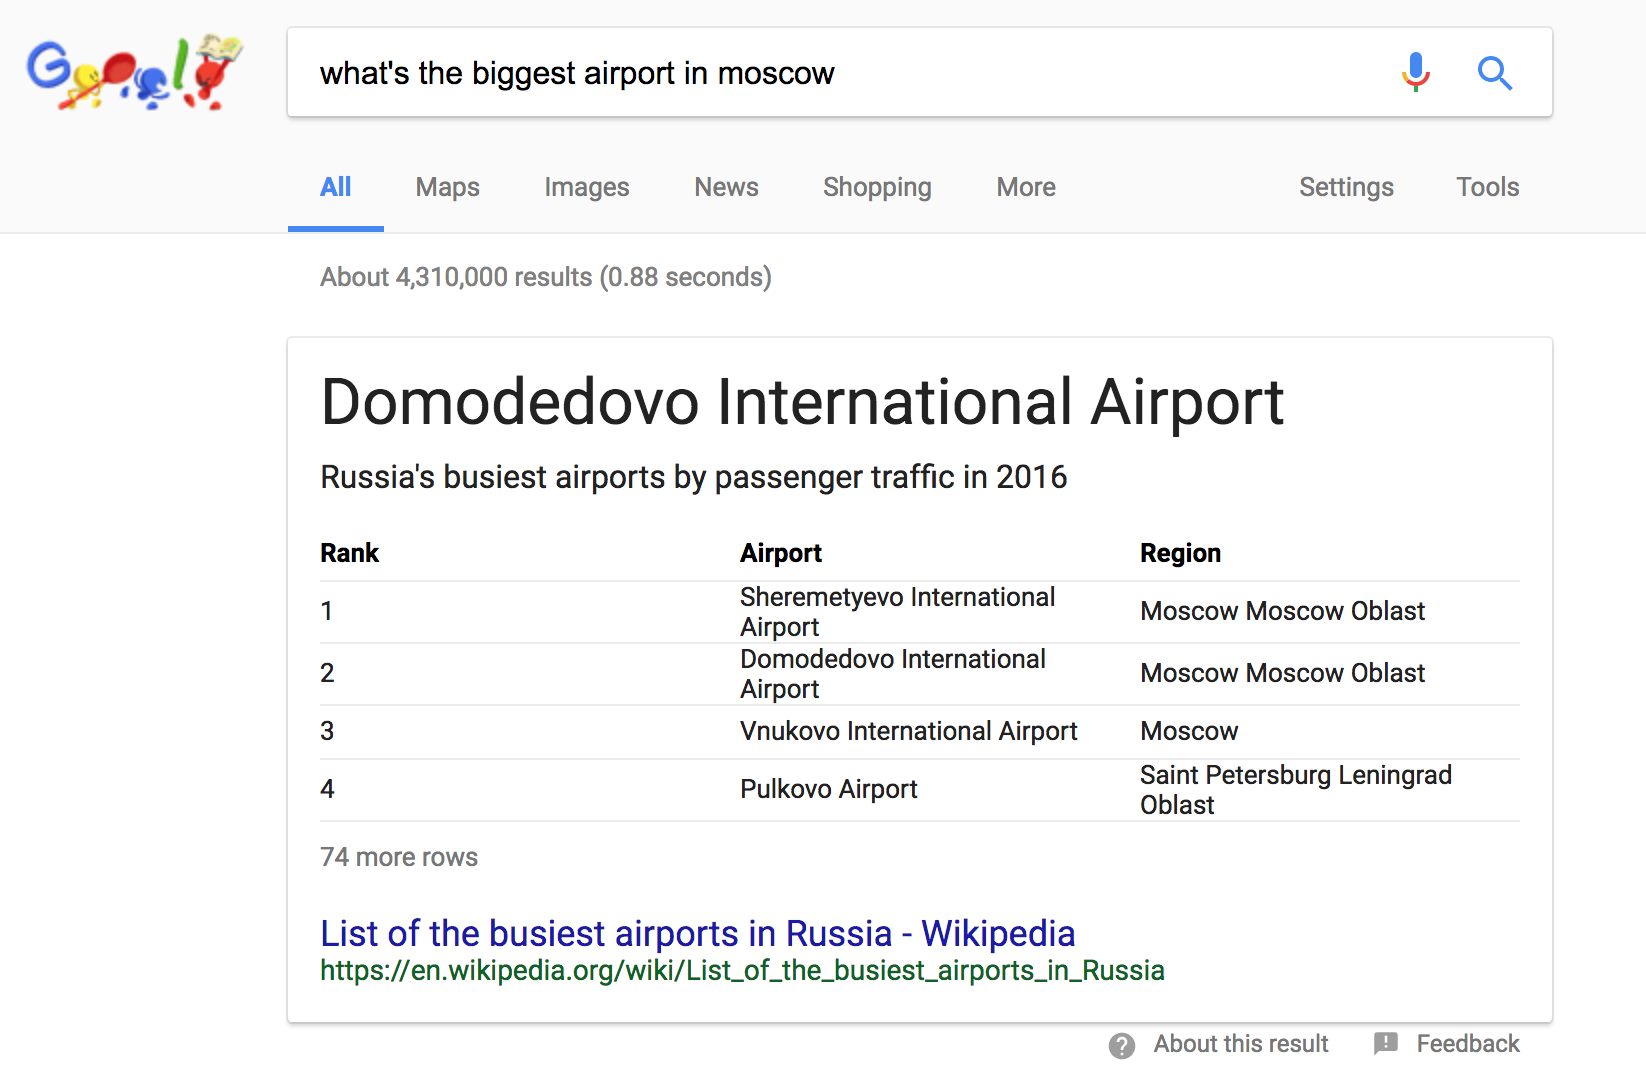 Google
what's the biggest airport in moscow
All Maps Images News Shopping More Settings Tools
About 4,310,000 results (0.88 seconds)
Domodedovo International Airport
Russia's busiest airports by passenger traffic in 2016
Rank Airport Region
1 Sheremetyevo International Airport Moscow Moscow Oblast
2 Domodedovo International Airport Moscow Moscow Oblast
3 Vnukovo International Airport Moscow
4 Pulkovo Airport Saint Petersburg Leningrad Oblast
74 more rows
List of the busiest airports in Russia - Wikipedia
https://en.wikipedia.org/wiki/List_of_the_busiest_airports_in_Russia
About this result Feedback